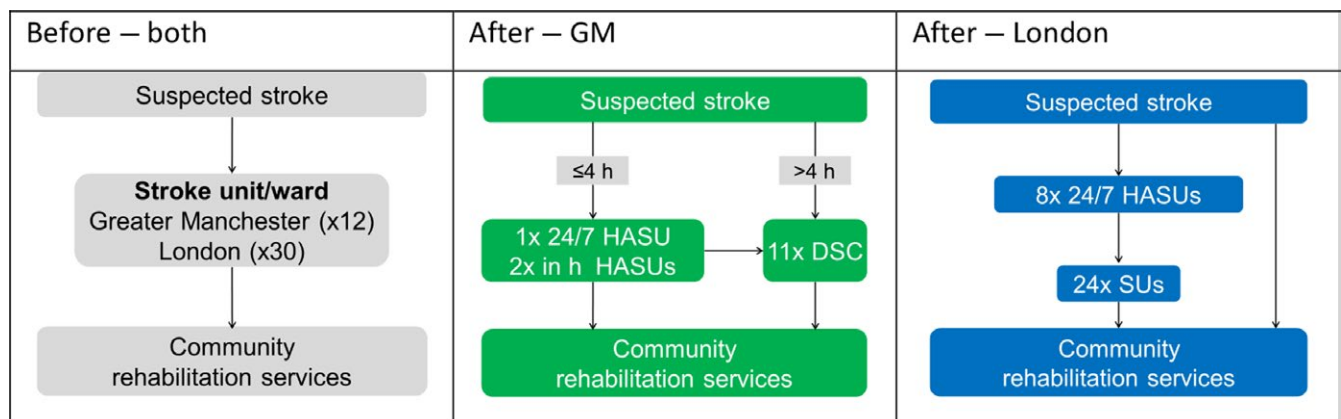 Before – both
Suspected stroke
Stroke unit/ward
Greater Manchester (x12)
London (x30)
Community
rehabilitation services
After – GM
Suspected stroke
≤4 h
>4 h
1x 24/7 HASU
2x in h HASUs
11x DSC
Community
rehabilitation services
After – London
Suspected stroke
8x 24/7 HASUs
24x SUs
Community
rehabilitation services